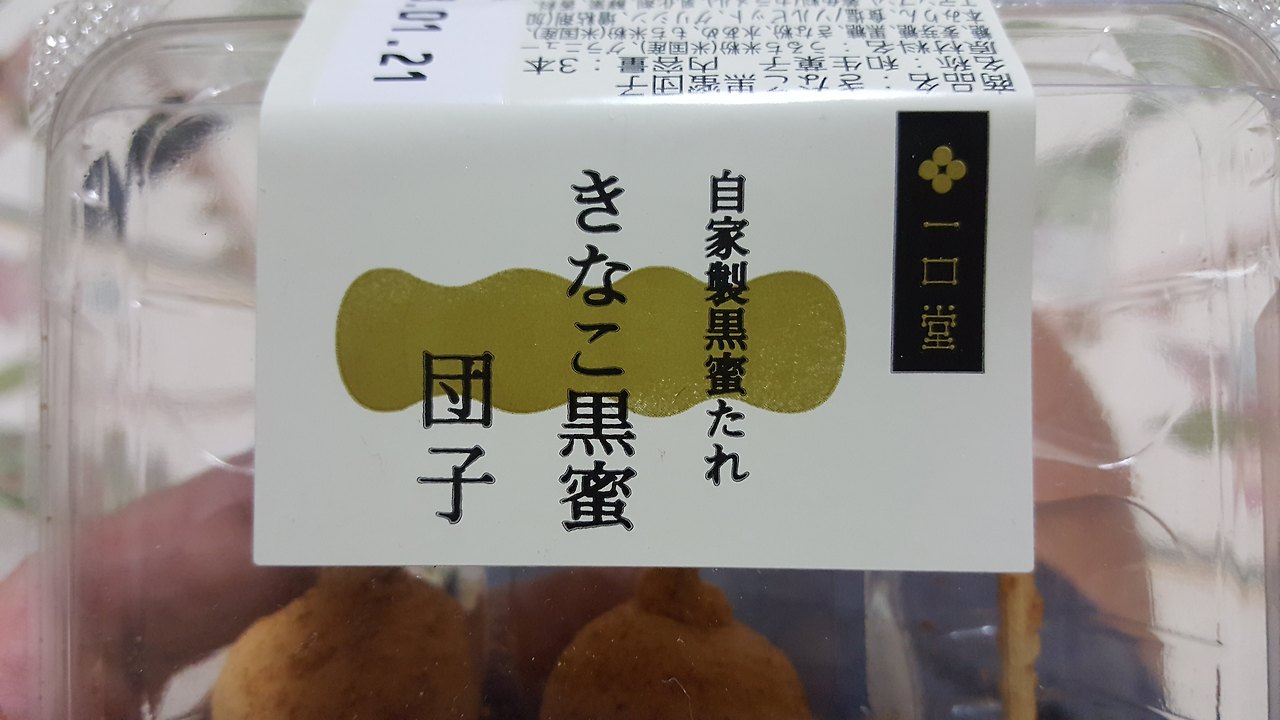 一口堂
自家製黒蜜たれ
きなこ黒蜜
団子
商品名：きなこ黒蜜団子
名称：和生菓子 内容量：3本
.01.21